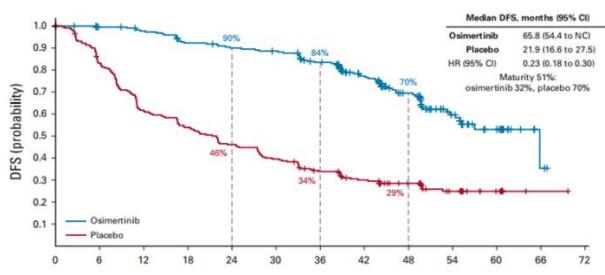 Median DFS, months (95% CI)
Osimertinib 65.8 (54.4 to NC)
Placebo 21.9 (16.6 to 27.5)
HR (95% CI) 0.23 (0.18 to 0.30)
Maturity 51%:
osimertinib 32%, placebo 70%
DFS (probability)
1.0
0.9
0.8
0.7
0.6
0.5
0.4
0.3
0.2
0.1
90%
84%
70%
46%
34%
29%
Osimertinib
Placebo
0 6 12 18 24 30 36 42 48 54 60 66 72